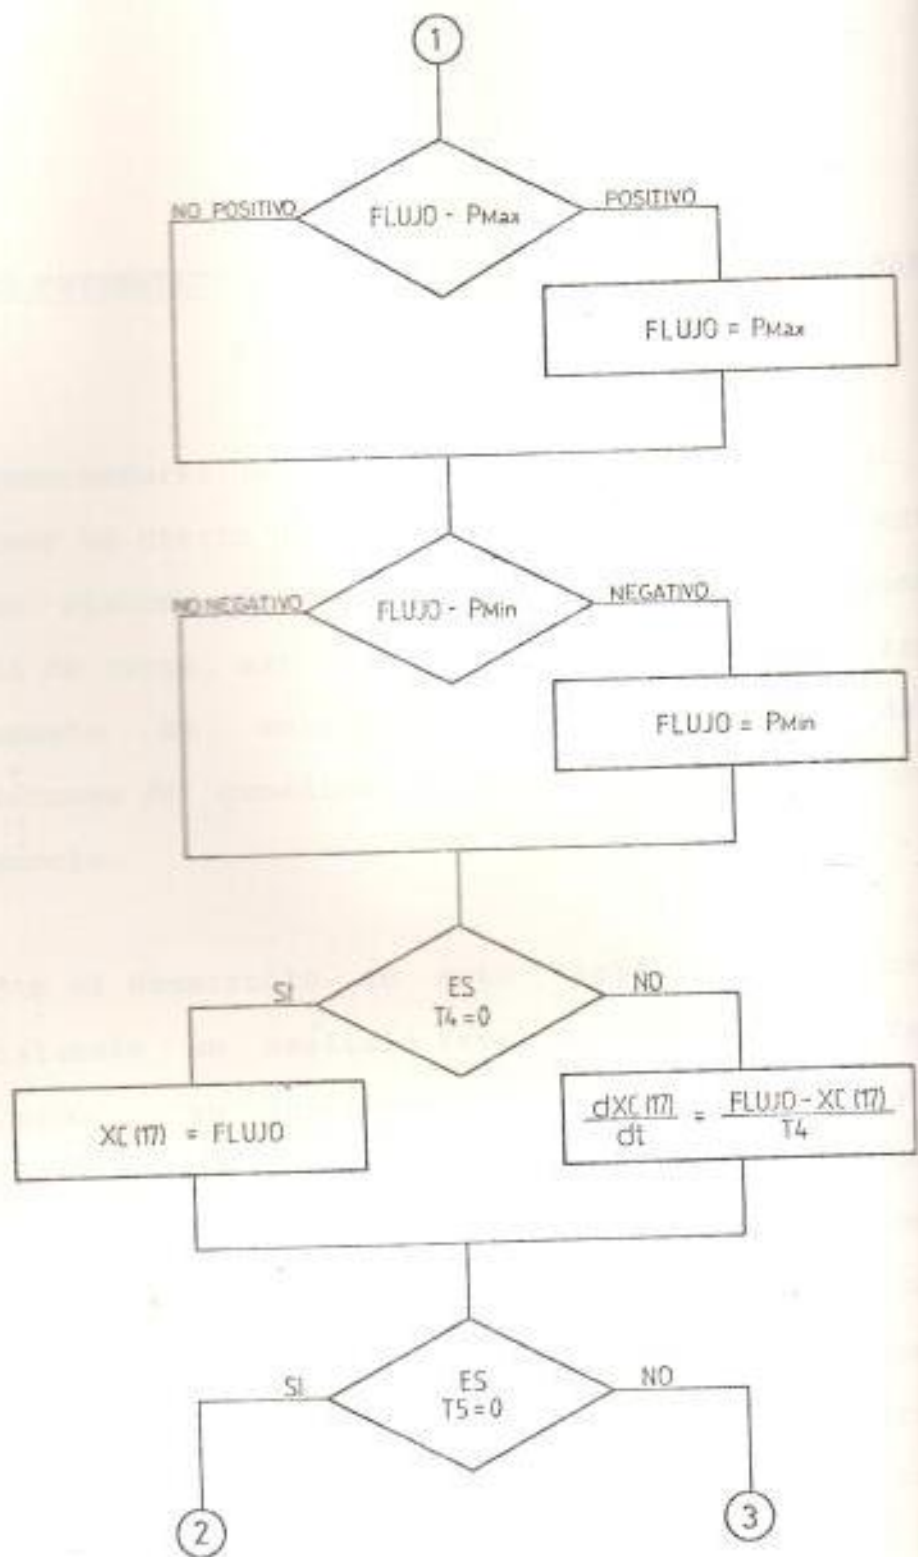 1
NO POSITIVO
FLUJO - PMax
POSITIVO
FLUJO = PMax
NO NEGATIVO
FLUJO - PMin
NEGATIVO
FLUJO = PMin
SI
ES
T4=0
NO
XC (17) = FLUJO
dXC (17)
dt
=
FLUJO - XC (17)
T4
SI
ES
T5=0
NO
2
3